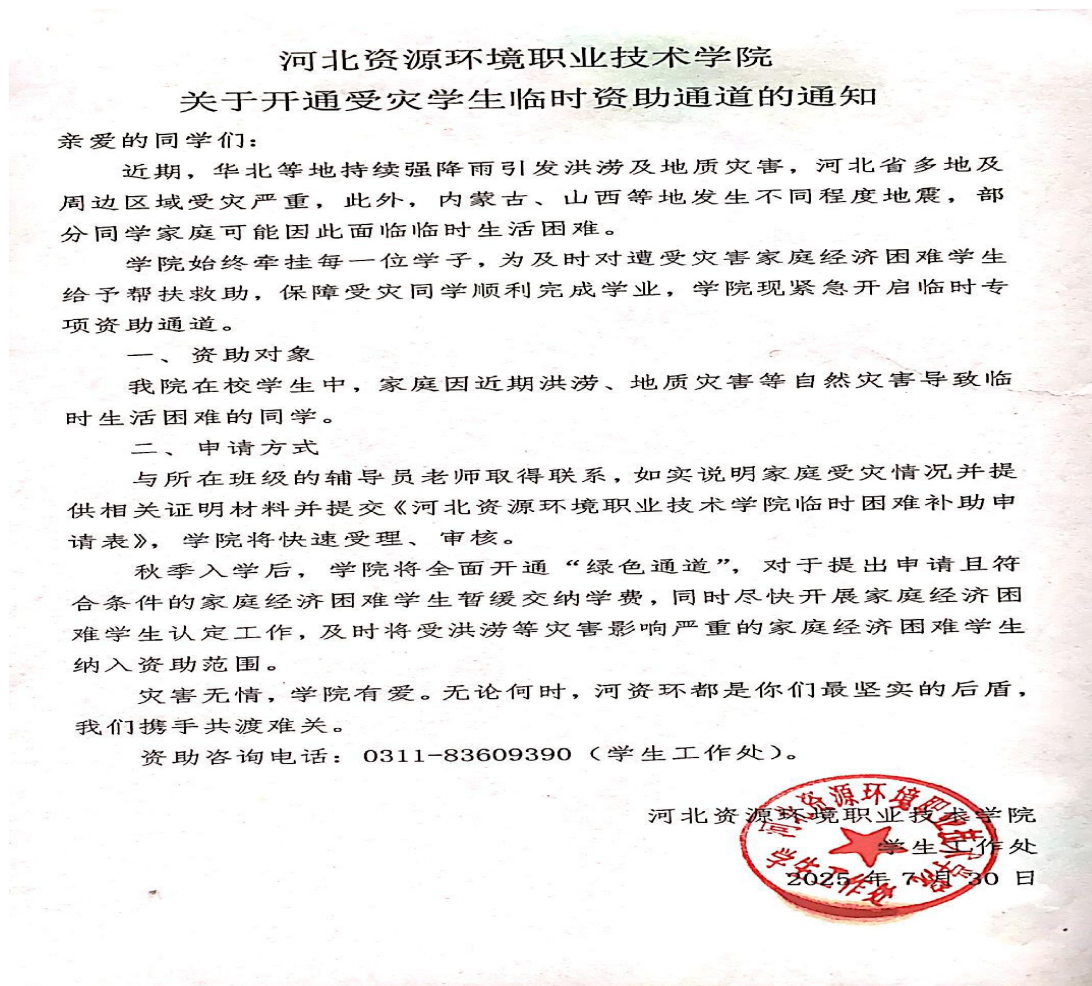 河北资源环境职业技术学院
关于开通受灾学生临时资助通道的通知
亲爱的同学们：
近期，华北等地持续强降雨引发洪涝及地质灾害，河北省多地及
周边区域受灾严重，此外，内蒙古、山西等地发生不同程度地震，部
分同学家庭可能因此面临临时生活困难。
学院始终牵挂每一位学子，为及时对遭受灾害家庭经济困难学生
给予帮扶救助，保障受灾同学顺利完成学业，学院现紧急开启临时专
项资助通道。
一、资助对象
我院在校学生中，家庭因近期洪涝、地质灾害等自然灾害导致临
时生活困难的同学。
二、申请方式
与所在班级的辅导员老师取得联系，如实说明家庭受灾情况并提
供相关证明材料并提交《河北资源环境职业技术学院临时困难补助申
请表》，学院将快速受理、审核。
秋季入学后，学院将全面开通“绿色通道”，对于提出申请且符
合条件的家庭经济困难学生暂缓交纳学费，同时尽快开展家庭经济困
难学生认定工作，及时将受洪涝等灾害影响严重的家庭经济困难学生
纳入资助范围。
灾害无情，学院有爱。无论何时，河资环都是你们最坚实的后盾，
我们携手共渡难关。
资助咨询电话：0311-83609390（学生工作处）。
河北资源环境职业技术学院
学生工作处
2025年7月30日
河北资源环境职业技术学院
学生工作处